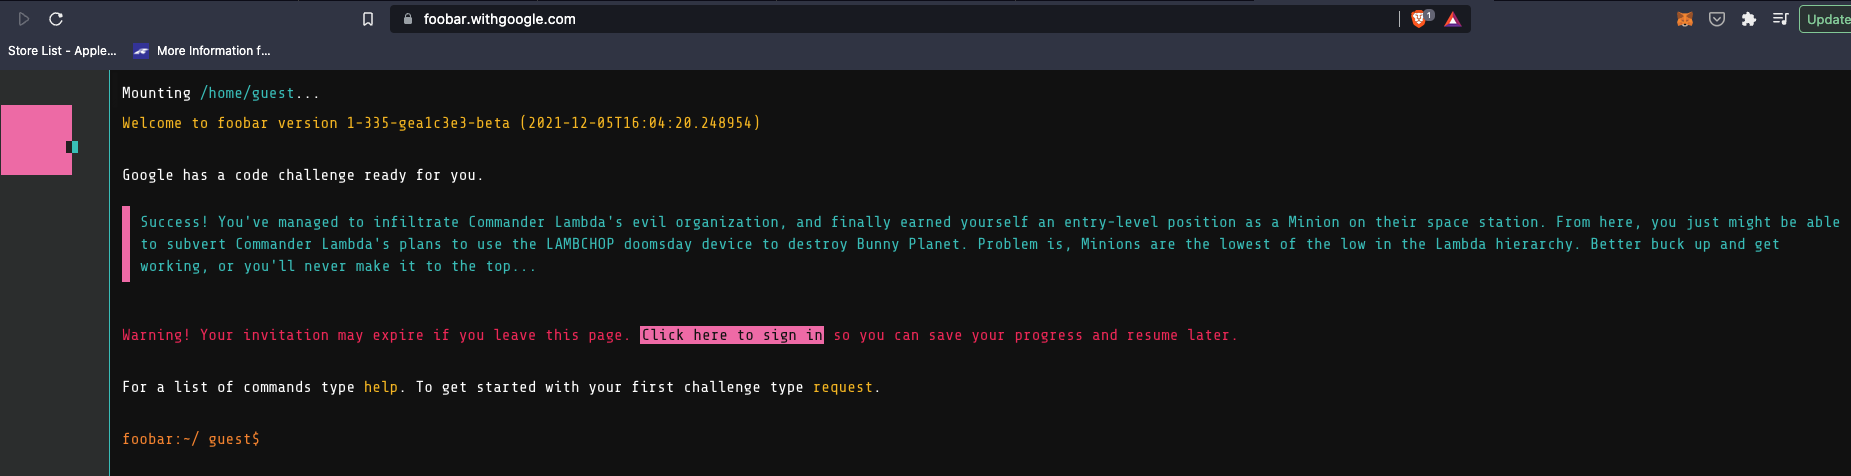 foobar.withgoogle.com
1
Update
Store List - Apple...
More Information f...
Mounting /home/guest...
Welcome to foobar version 1-335-gea1c3e3-beta (2021-12-05T16:04:20.248954)
Google has a code challenge ready for you.
Success! You've managed to infiltrate Commander Lambda's evil organization, and finally earned yourself an entry-level position as a Minion on their space station. From here, you just might be able
to subvert Commander Lambda's plans to use the LAMBCHOP doomsday device to destroy Bunny Planet. Problem is, Minions are the lowest of the low in the Lambda hierarchy. Better buck up and get
working, or you'll never make it to the top...
Warning! Your invitation may expire if you leave this page. Click here to sign in so you can save your progress and resume later.
For a list of commands type help. To get started with your first challenge type request.
foobar:~/ guest$